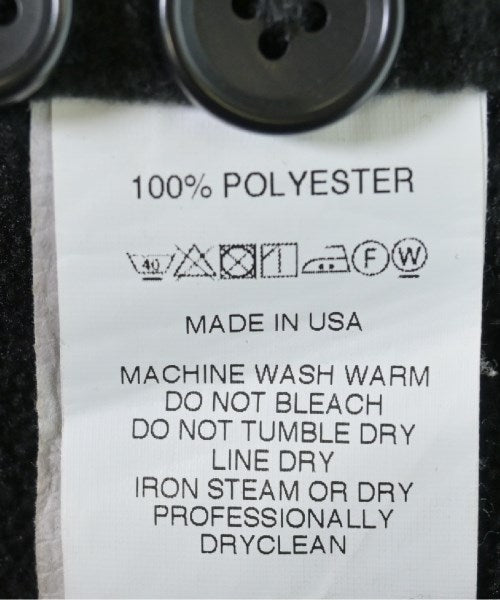 100% POLYESTER
40 F W
MADE IN USA
MACHINE WASH WARM
DO NOT BLEACH
DO NOT TUMBLE DRY
LINE DRY
IRON STEAM OR DRY
PROFESSIONALLY
DRYCLEAN